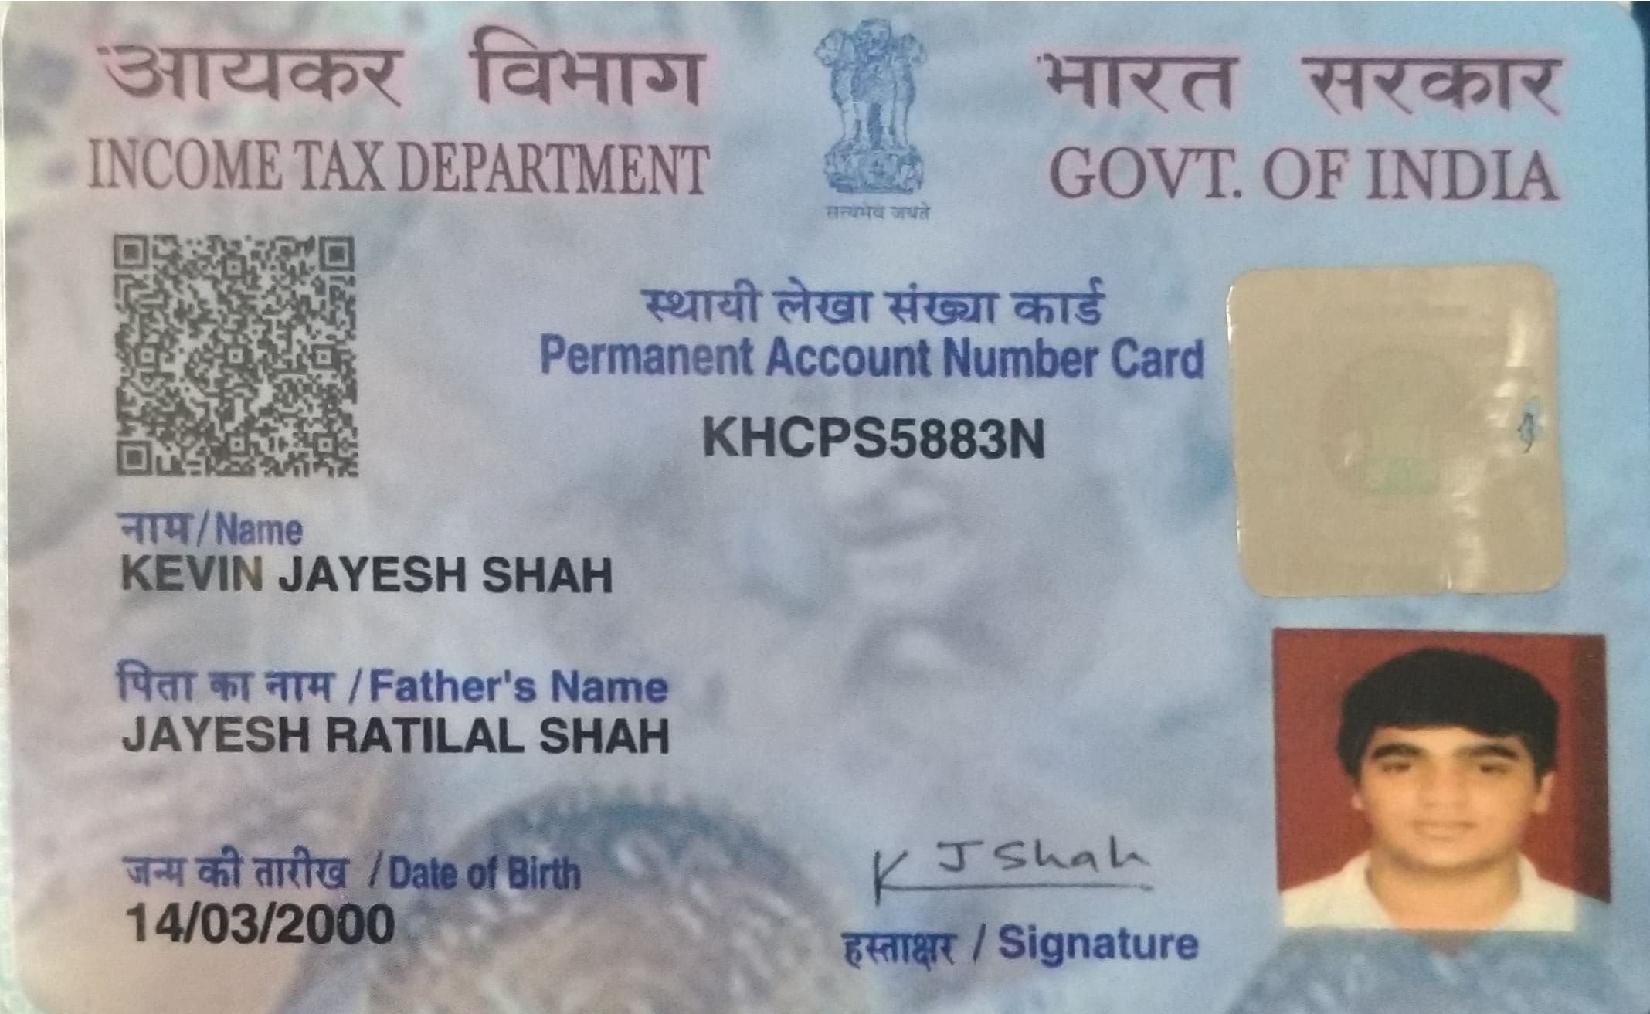 आयकर विभाग
INCOME TAX DEPARTMENT
भारत सरकार
GOVT. OF INDIA
सत्यमेव जयते
स्थायी लेखा संख्या कार्ड
Permanent Account Number Card
KHCPS5883N
नाम/Name
KEVIN JAYESH SHAH
पिता का नाम /Father's Name
JAYESH RATILAL SHAH
जन्म की तारीख /Date of Birth
14/03/2000
K J Shah
हस्ताक्षर / Signature